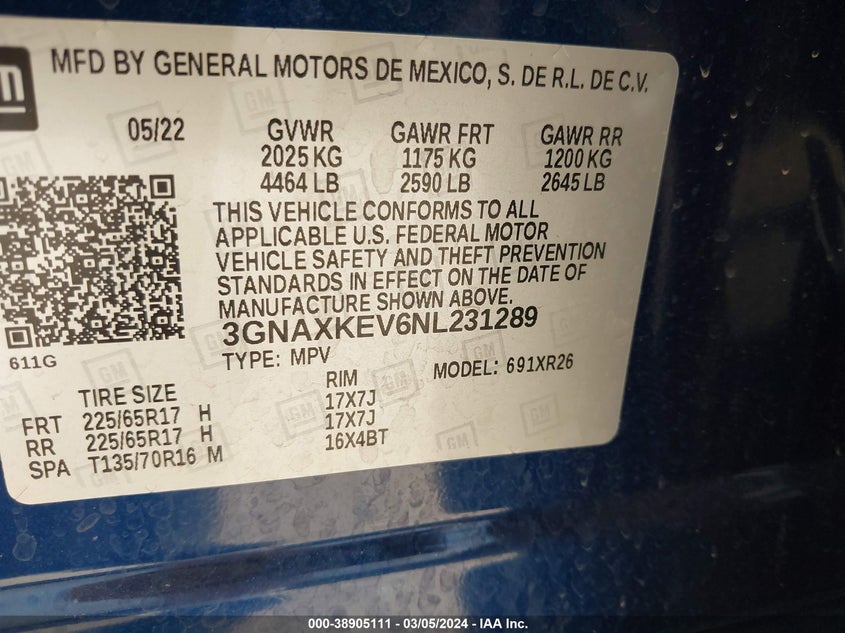 MFD BY GENERAL MOTORS DE MEXICO, S. DE R.L. DE C.V.
05/22
GVWR GAWR FRT GAWR RR
2025 KG 1175 KG 1200 KG
4464 LB 2590 LB 2645 LB
THIS VEHICLE CONFORMS TO ALL
APPLICABLE U.S. FEDERAL MOTOR
VEHICLE SAFETY AND THEFT PREVENTION
STANDARDS IN EFFECT ON THE DATE OF
MANUFACTURE SHOWN ABOVE.
3GNAXKEV6NL231289
611G
TYPE: MPV MODEL: 691XR26
TIRE SIZE RIM
FRT 225/65R17 H 17X7J
RR 225/65R17 H 17X7J
SPA T135/70R16 M 16X4BT
000-38905111 - 03/05/2024 - IAA Inc.